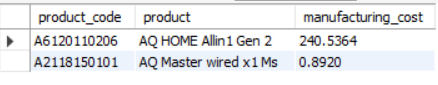 product_code product manufacturing_cost
A6120110206 AQ HOME Allin1 Gen 2 240.5364
A2118150101 AQ Master wired x1 Ms 0.8920